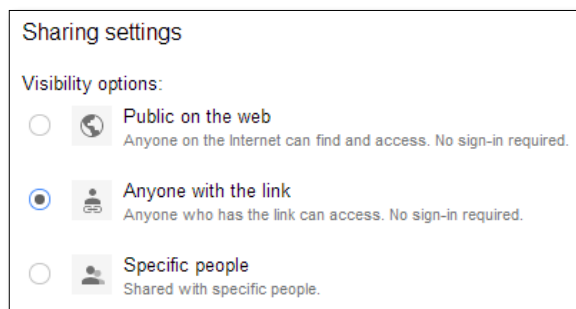 Sharing settings
Visibility options:
Public on the web
Anyone on the Internet can find and access. No sign-in required.
Anyone with the link
Anyone who has the link can access. No sign-in required.
Specific people
Shared with specific people.